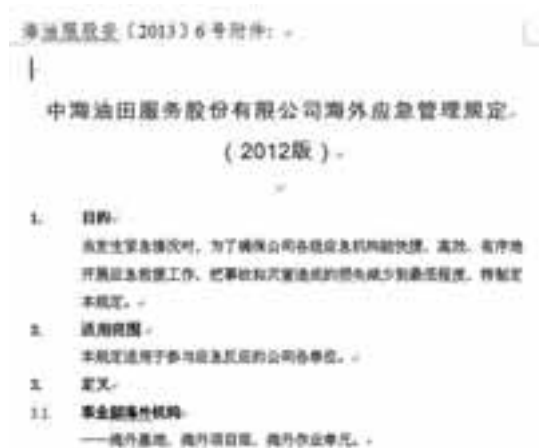 海油服股安〔2013〕6号附件：
中海油田服务股份有限公司海外应急管理规定
（2012版）
1. 目的
当发生紧急情况时，为了确保公司各级应急机构能快捷、高效、有序地
开展应急救援工作，把事故和灾害造成的损失减少到最低程度，特制定
本规定。
2. 适用范围
本规定适用于参与应急反应的公司各单位。
3. 定义
3.1 事业部海外机构
——海外基地、海外项目组、海外作业单元。